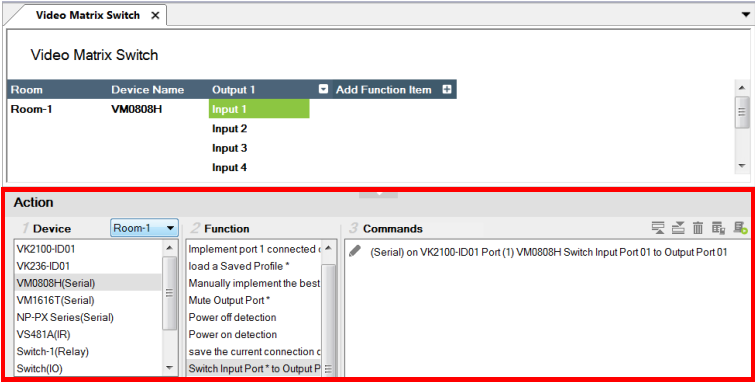 Video Matrix Switch ×
Video Matrix Switch
Room Device Name Output 1 Add Function Item
Room-1 VM0808H Input 1
Input 2
Input 3
Input 4
Action
1 Device Room-1 2 Function 3 Commands
VK2100-ID01 Implement port 1 connected (Serial) on VK2100-ID01 Port (1) VM0808H Switch Input Port 01 to Output Port 01
VK236-ID01 load a Saved Profile *
VM0808H(Serial) Manually implement the best
VM1616T(Serial) Mute Output Port *
NP-PX Series(Serial) Power off detection
VS481A(IR) Power on detection
Switch-1(Relay) save the current connection
Switch(IO) Switch Input Port * to Output P